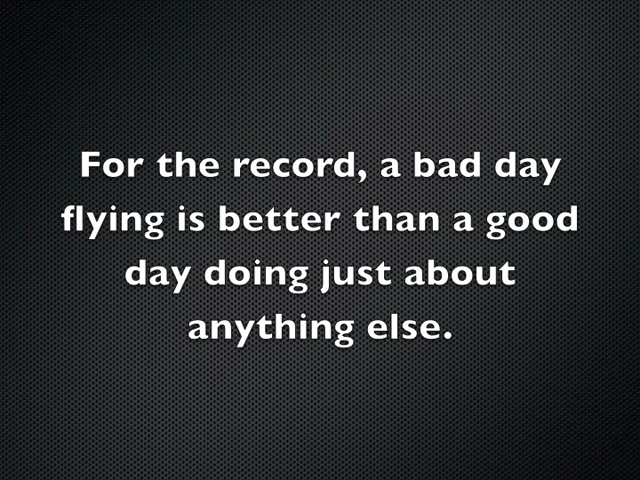 For the record, a bad day
flying is better than a good
day doing just about
anything else.